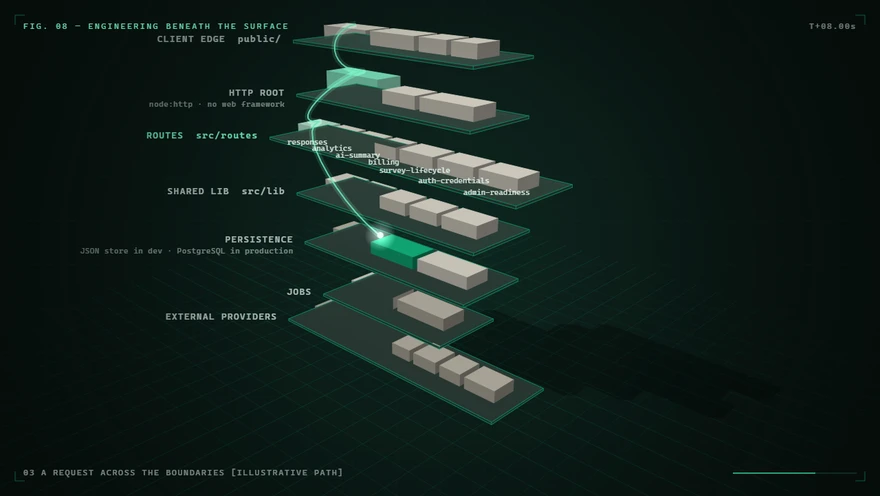 FIG. 08 — ENGINEERING BENEATH THE SURFACE
T+08.00s
CLIENT EDGE public/
HTTP ROOT
node:http · no web framework
ROUTES src/routes
responses
analytics
ai-summary
billing
survey-lifecycle
auth-credentials
admin-readiness
SHARED LIB src/lib
PERSISTENCE
JSON store in dev · PostgreSQL in production
JOBS
EXTERNAL PROVIDERS
03 A REQUEST ACROSS THE BOUNDARIES [ILLUSTRATIVE PATH]